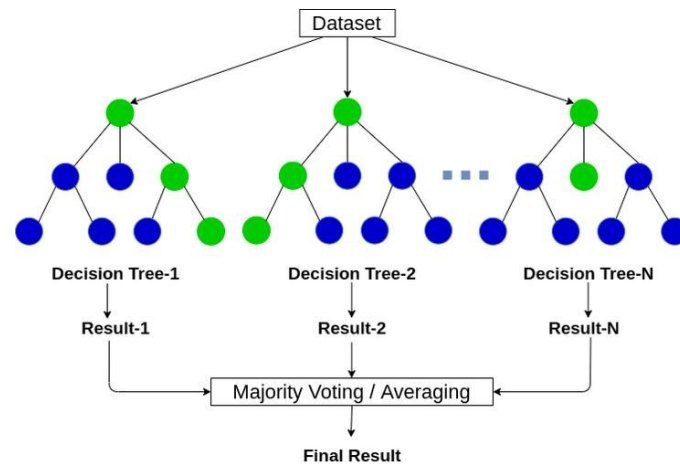 Dataset
Decision Tree-1
Decision Tree-2
Decision Tree-N
Result-1
Result-2
Result-N
Majority Voting / Averaging
Final Result